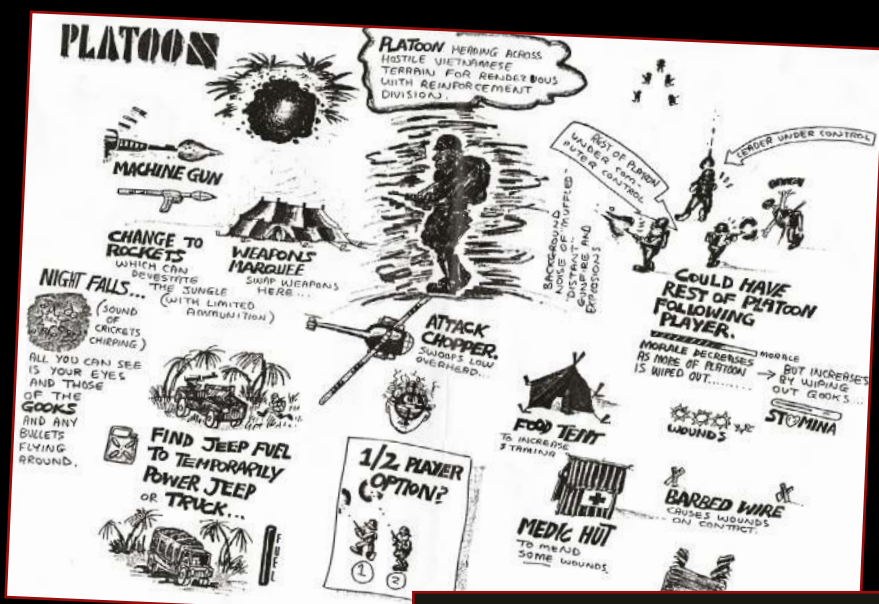 PLATOON
PLATOON HEADING ACROSS
HOSTILE VIETNAMESE
TERRAIN FOR RENDEZVOUS
WITH REINFORCEMENT
DIVISION.
MACHINE GUN
CHANGE TO
ROCKETS
WHICH CAN
DEVESTATE
THE JUNGLE
(WITH LIMITED
AMMUNITION)
WEAPONS
MARQUEE
SWAP WEAPONS
HERE...
NIGHT FALLS...
(SOUND
OF
CRICKETS
CHIRPING)
ALL YOU CAN SEE
IS YOUR EYES
AND THOSE
OF THE
GOOKS
AND ANY
BULLETS
FLYING
AROUND.
FIND JEEP FUEL
TO TEMPORARILY
POWER JEEP
OR TRUCK...
FUEL
ATTACK
CHOPPER.
SWOOPS LOW
OVERHEAD...
1/2 PLAYER
OPTION?
1 2
BACKGROUND
NOISE OF "MUFFLED-
DISTANT"
GUNFIRE AND
EXPLOSIONS
REST OF PLATOON
UNDER COM-
PUTER CONTROL
LEADER UNDER CONTROL
COULD HAVE
REST OF PLATOON
FOLLOWING
PLAYER.
MORALE
MORALE DECREASES
AS MORE OF PLATOON
IS WIPED OUT.........
→ BUT INCREASES
BY WIPING
OUT GOOKS...
STAMINA
WOUNDS
FOOD TENT
TO INCREASE
STAMINA
MEDIC HUT
TO MEND
SOME WOUNDS.
BARBED WIRE
CAUSES WOUNDS
ON CONTACT.